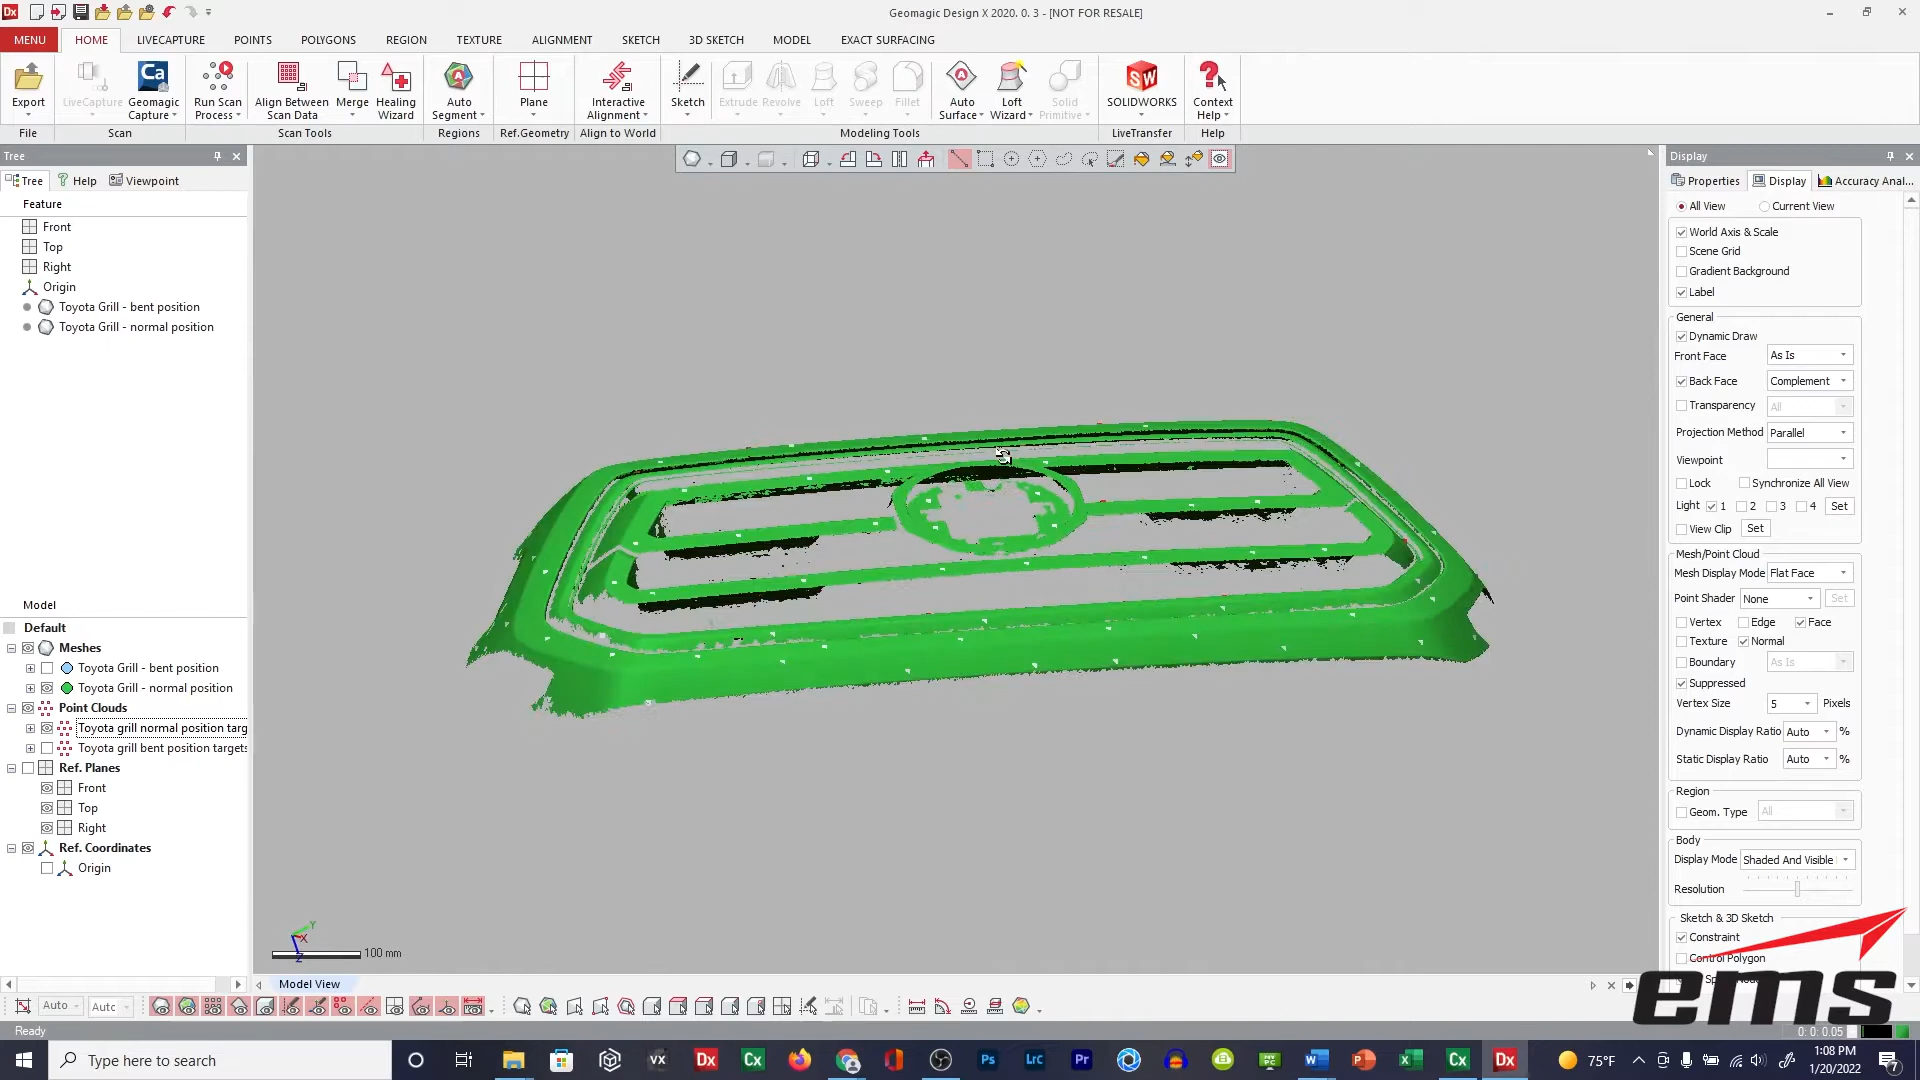 Geomagic Design X 2020. 0. 3 - [NOT FOR RESALE]
MENU HOME LIVECAPTURE POINTS POLYGONS REGION TEXTURE ALIGNMENT SKETCH 3D SKETCH MODEL EXACT SURFACING
Export LiveCapture Geomagic Capture Run Scan Process Align Between Scan Data Merge Healing Wizard Auto Segment Plane Interactive Alignment Sketch Extrude Revolve Loft Sweep Fillet Auto Surface Loft Wizard Solid Primitive SOLIDWORKS Context Help
File Scan Scan Tools Regions Ref.Geometry Align to World Modeling Tools LiveTransfer Help
Tree
Tree Help Viewpoint
Feature
Front
Top
Right
Origin
Toyota Grill - bent position
Toyota Grill - normal position
Model
Default
Meshes
Toyota Grill - bent position
Toyota Grill - normal position
Point Clouds
Toyota grill normal position targ
Toyota grill bent position targets
Ref. Planes
Front
Top
Right
Ref. Coordinates
Origin
Y
X
Z
100 mm
Model View
Display
Properties Display Accuracy Anal...
All View Current View
World Axis & Scale
Scene Grid
Gradient Background
Label
General
Dynamic Draw
Front Face As Is
Back Face Complement
Transparency All
Projection Method Parallel
Viewpoint
Lock Synchronize All View
Light 1 2 3 4 Set
View Clip Set
Mesh/Point Cloud
Mesh Display Mode Flat Face
Point Shader None Set
Vertex Edge Face
Texture Normal
Boundary As Is
Suppressed
Vertex Size 5 Pixels
Dynamic Display Ratio Auto %
Static Display Ratio Auto %
Region
Geom. Type All
Body
Display Mode Shaded And Visible
Resolution
Sketch & 3D Sketch
Constraint
Control Polygon
ems
Auto Autc
Ready
0: 0: 0.05
Type here to search
75°F
1:08 PM
1/20/2022
7